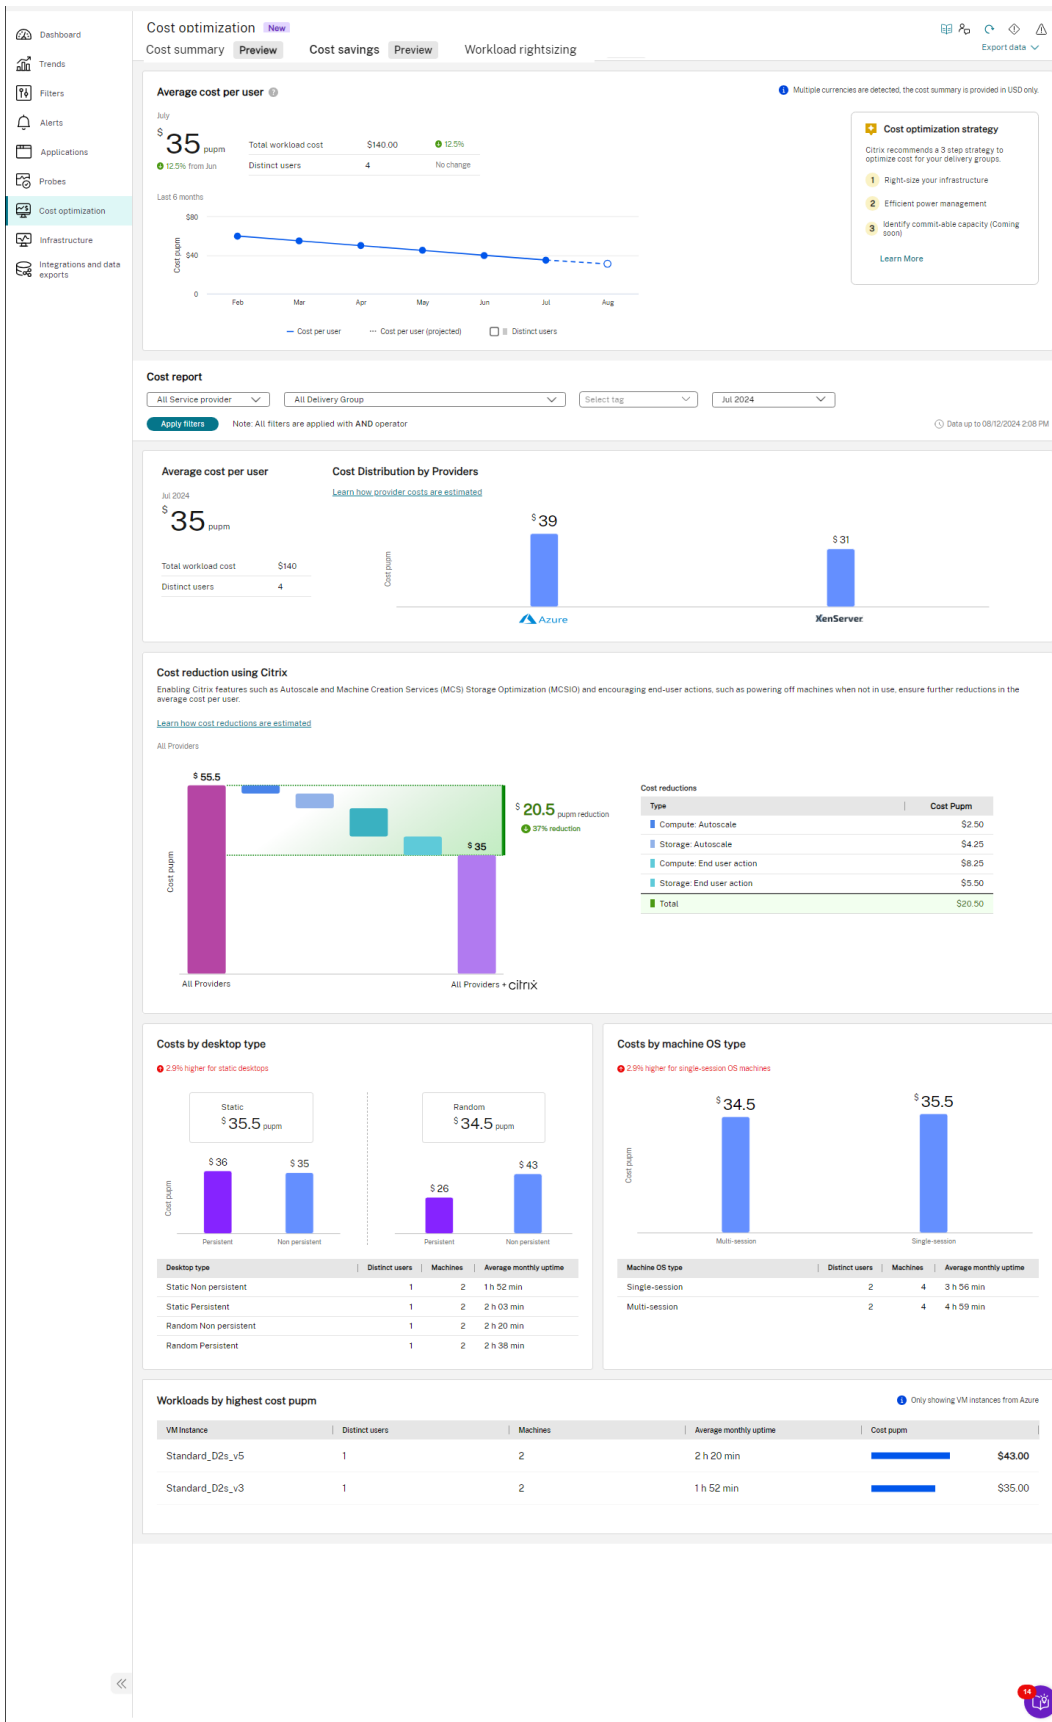 Dashboard
Trends
Filters
Alerts
Applications
Probes
Cost optimization
Infrastructure
Integrations and data
exports
Cost optimization New
Cost summary Preview Cost savings Preview Workload rightsizing
Export data
Average cost per user
Multiple currencies are detected, the cost summary is provided in USD only.
July
$ 35 pupm
12.5% from Jun
Total workload cost $140.00 12.5%
Distinct users 4 No change
Cost optimization strategy
Citrix recommends a 3 step strategy to
optimize cost for your delivery groups.
1 Right-size your infrastructure
2 Efficient power management
3 Identify commit-able capacity (Coming
soon)
Learn More
Last 6 months
Cost pupm
$80
$40
0
Feb Mar Apr May Jun Jul Aug
Cost per user Cost per user (projected) Distinct users
Cost report
All Service provider All Delivery Group Select tag Jul 2024
Apply filters Note: All filters are applied with AND operator
Data up to 08/12/2024 2:08 PM
Average cost per user
Jul 2024
$ 35 pupm
Total workload cost $140
Distinct users 4
Cost Distribution by Providers
Learn how provider costs are estimated
Cost pupm
$ 39
$ 31
Azure
XenServer
Cost reduction using Citrix
Enabling Citrix features such as Autoscale and Machine Creation Services (MCS) Storage Optimization (MCSIO) and encouraging end-user actions, such as powering off machines when not in use, ensure further reductions in the
average cost per user.
Learn how cost reductions are estimated
All Providers
Cost pupm
$ 55.5
$ 35
$ 20.5 pupm reduction
37% reduction
All Providers
All Providers + citrix
Cost reductions
Type Cost Pupm
Compute: Autoscale $2.50
Storage: Autoscale $4.25
Compute: End user action $8.25
Storage: End user action $5.50
Total $20.50
Costs by desktop type
2.9% higher for static desktops
Static
$ 35.5 pupm
Random
$ 34.5 pupm
Cost pupm
$ 36
$ 35
$ 26
$ 43
Persistent Non persistent Persistent Non persistent
Desktop type Distinct users Machines Average monthly uptime
Static Non persistent 1 2 1 h 52 min
Static Persistent 1 2 2 h 03 min
Random Non persistent 1 2 2 h 20 min
Random Persistent 1 2 2 h 38 min
Costs by machine OS type
2.9% higher for single-session OS machines
Cost pupm
$ 34.5
$ 35.5
Multi-session Single-session
Machine OS type Distinct users Machines Average monthly uptime
Single-session 2 4 3 h 56 min
Multi-session 2 4 4 h 59 min
Workloads by highest cost pupm
Only showing VM instances from Azure
VM Instance Distinct users Machines Average monthly uptime Cost pupm
Standard_D2s_v5 1 2 2 h 20 min $43.00
Standard_D2s_v3 1 2 1 h 52 min $35.00
14